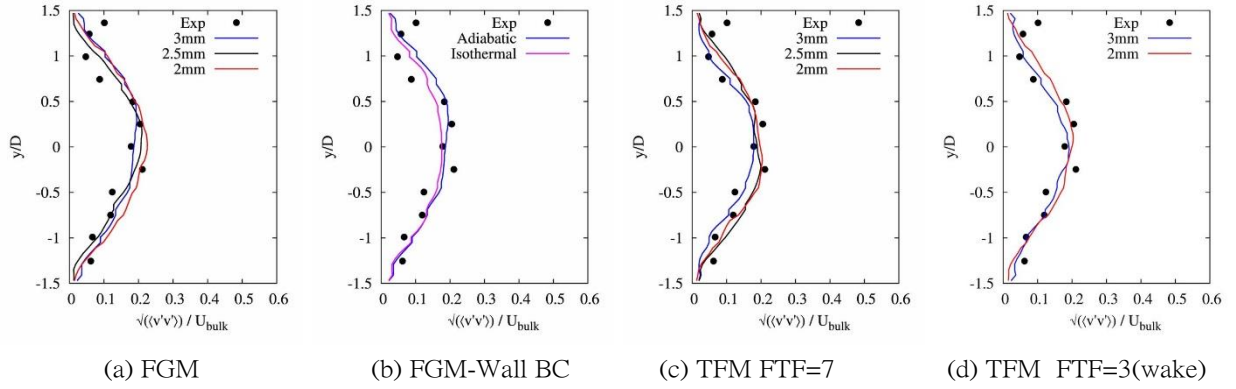 Exp
3mm
2.5mm
2mm
1.5
1
0.5
0
-0.5
-1
-1.5
y/D
0 0.1 0.2 0.3 0.4 0.5 0.6
√(⟨v'v'⟩) / U_bulk
(a) FGM
Exp
Adiabatic
Isothermal
1.5
1
0.5
0
-0.5
-1
-1.5
y/D
0 0.1 0.2 0.3 0.4 0.5 0.6
√(⟨v'v'⟩) / U_bulk
(b) FGM-Wall BC
Exp
3mm
2.5mm
2mm
1.5
1
0.5
0
-0.5
-1
-1.5
y/D
0 0.1 0.2 0.3 0.4 0.5 0.6
√(⟨v'v'⟩) / U_bulk
(c) TFM FTF=7
Exp
3mm
2mm
1.5
1
0.5
0
-0.5
-1
-1.5
y/D
0 0.1 0.2 0.3 0.4 0.5 0.6
√(⟨v'v'⟩) / U_bulk
(d) TFM FTF=3(wake)